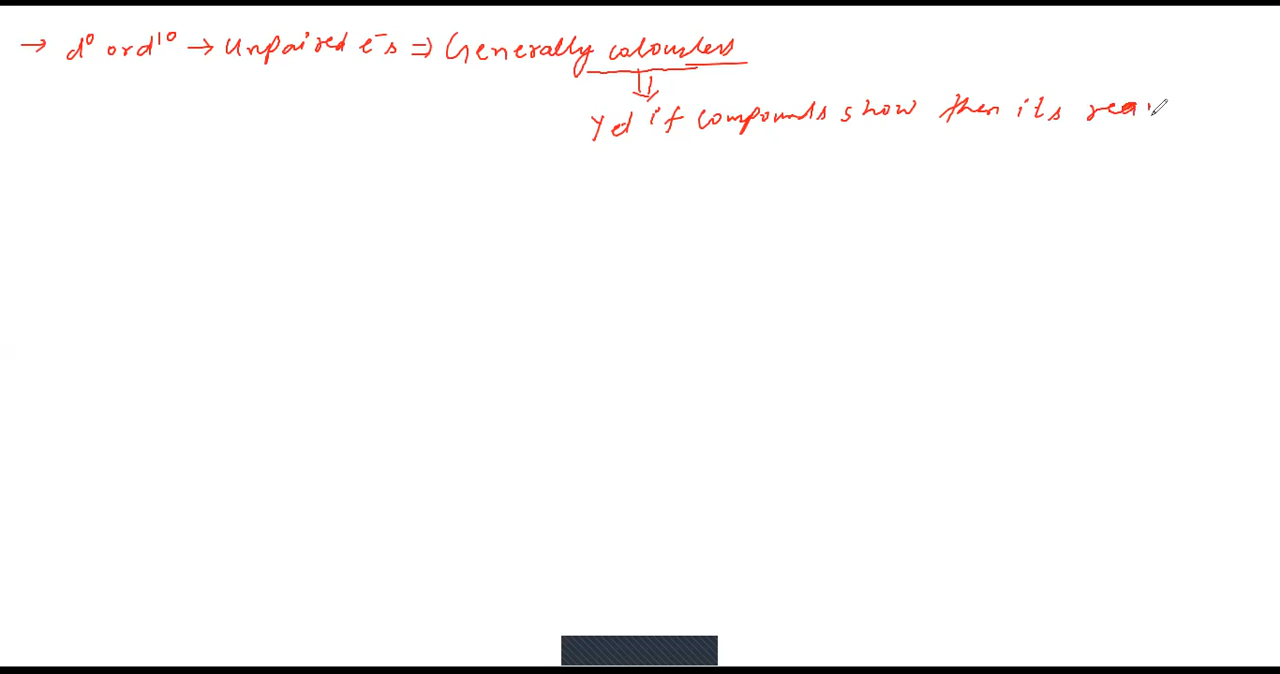 → d⁰ or d¹⁰ → Unpaired e⁻s ⇒ Generally colourless
Yet if compounds show then its